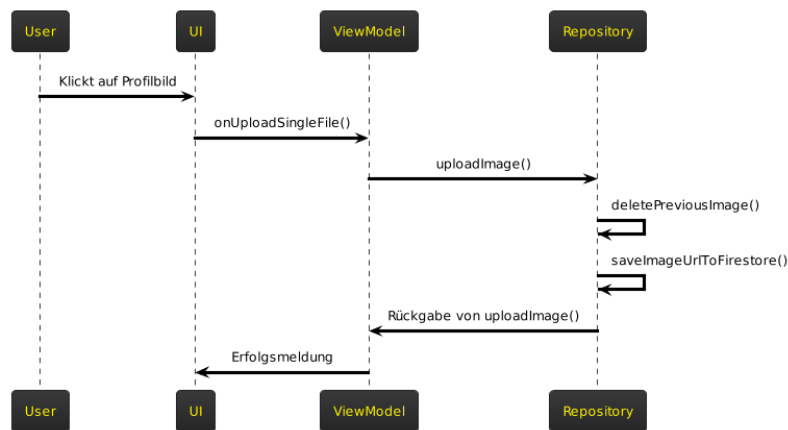 User
UI
ViewModel
Repository
Klickt auf Profilbild
onUploadSingleFile()
uploadImage()
deletePreviousImage()
saveImageUrlToFirestore()
Rückgabe von uploadImage()
Erfolgsmeldung
User
UI
ViewModel
Repository